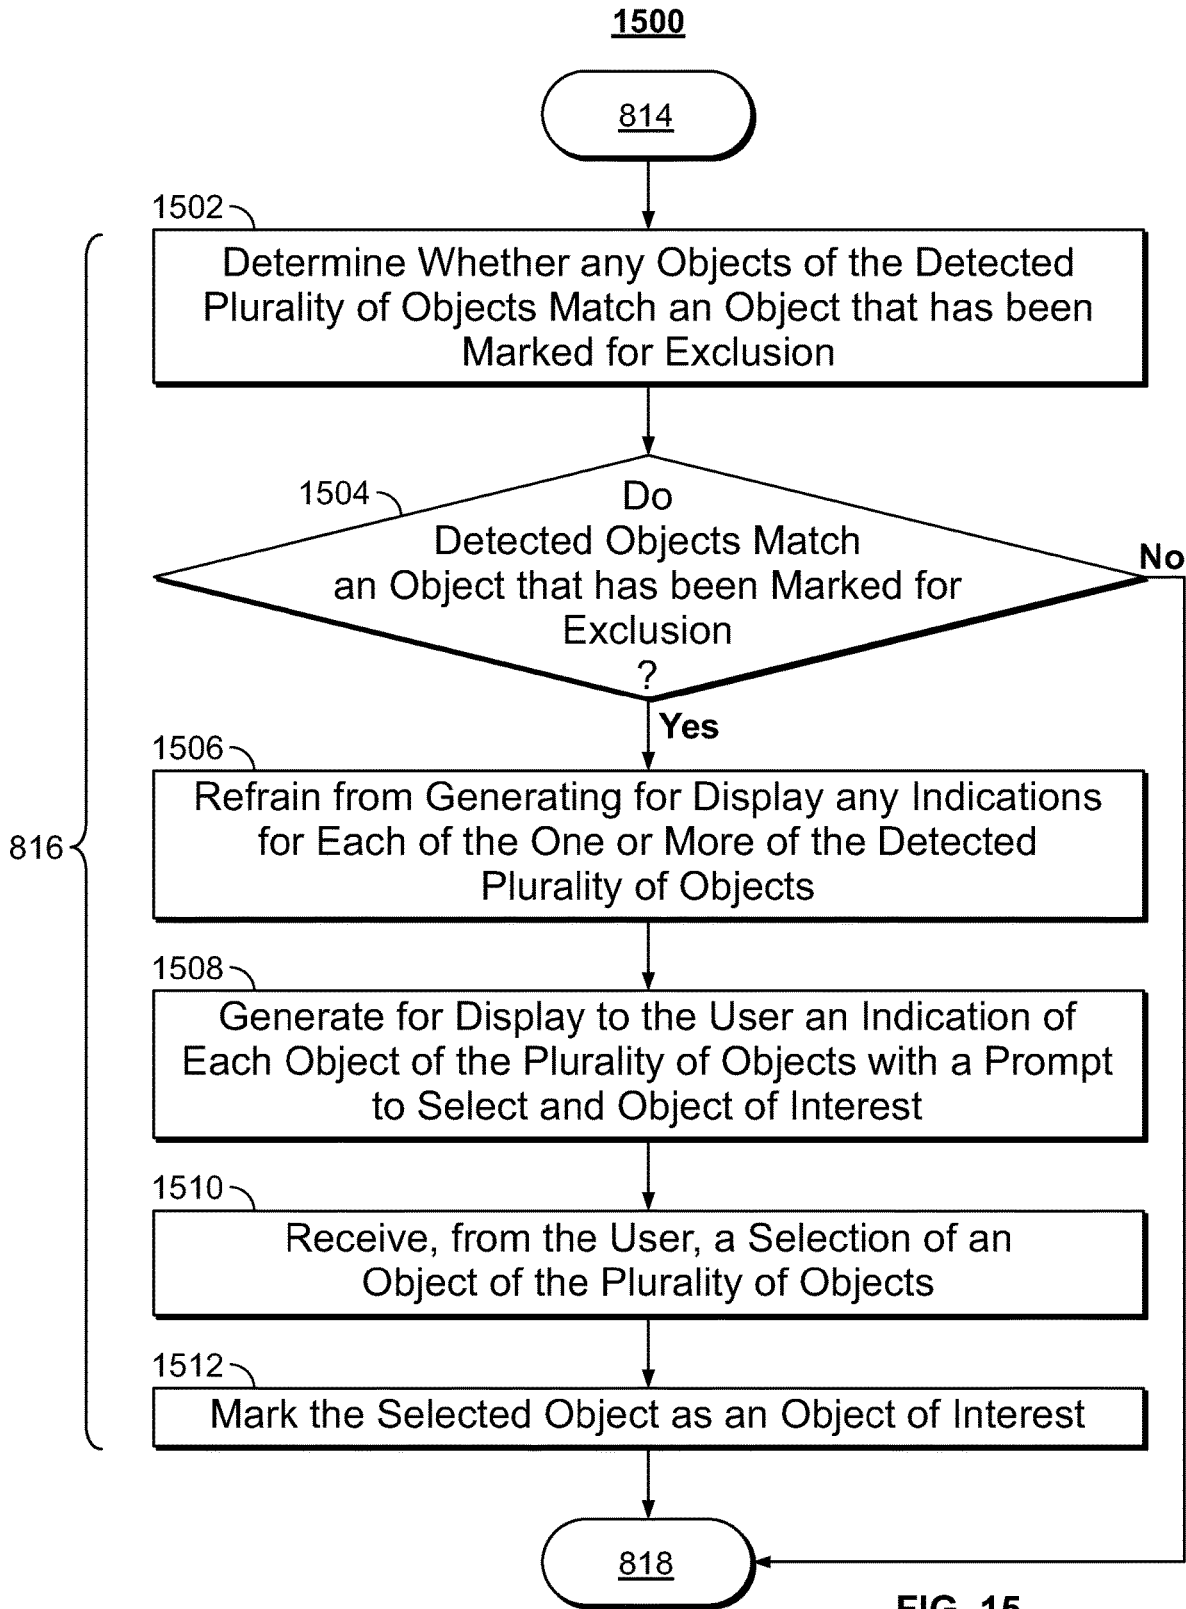 1500
814
1502
Determine Whether any Objects of the Detected
Plurality of Objects Match an Object that has been
Marked for Exclusion
1504
Do
Detected Objects Match
an Object that has been Marked for
Exclusion
?
No
Yes
1506
Refrain from Generating for Display any Indications
for Each of the One or More of the Detected
Plurality of Objects
816
1508
Generate for Display to the User an Indication of
Each Object of the Plurality of Objects with a Prompt
to Select and Object of Interest
1510
Receive, from the User, a Selection of an
Object of the Plurality of Objects
1512
Mark the Selected Object as an Object of Interest
818
FIG. 15